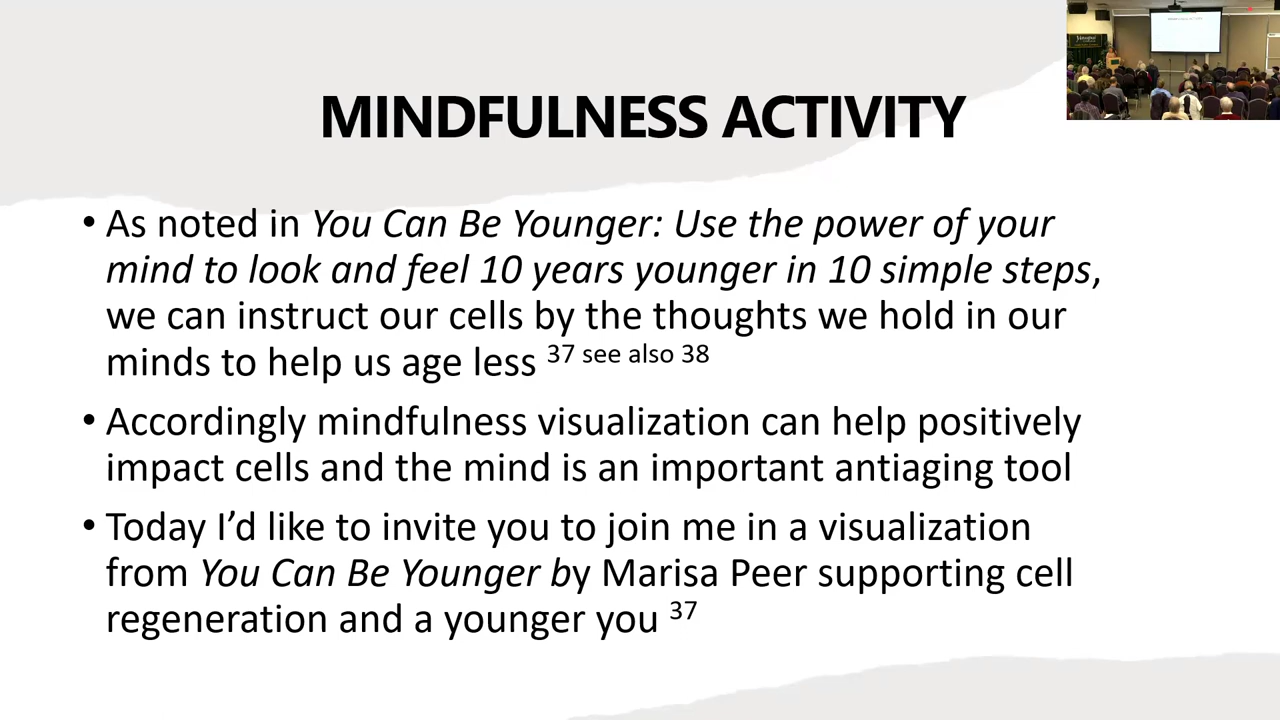 MINDFULNESS ACTIVITY
• As noted in You Can Be Younger: Use the power of your
mind to look and feel 10 years younger in 10 simple steps,
we can instruct our cells by the thoughts we hold in our
minds to help us age less 37 see also 38
• Accordingly mindfulness visualization can help positively
impact cells and the mind is an important antiaging tool
• Today I’d like to invite you to join me in a visualization
from You Can Be Younger by Marisa Peer supporting cell
regeneration and a younger you 37